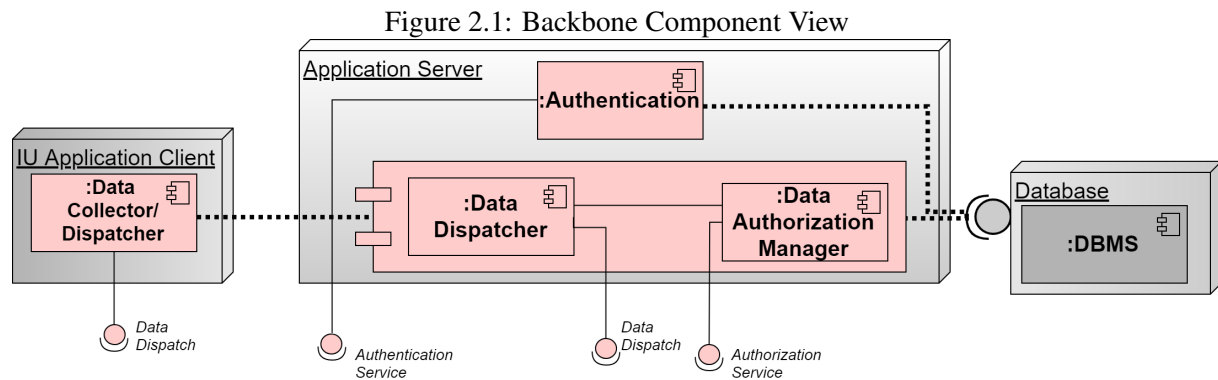 Figure 2.1: Backbone Component View
Application Server
:Authentication
IU Application Client
:Data
Collector/
Dispatcher
:Data
Dispatcher
:Data
Authorization
Manager
Database
:DBMS
Data
Dispatch
Authentication
Service
Data
Dispatch
Authorization
Service